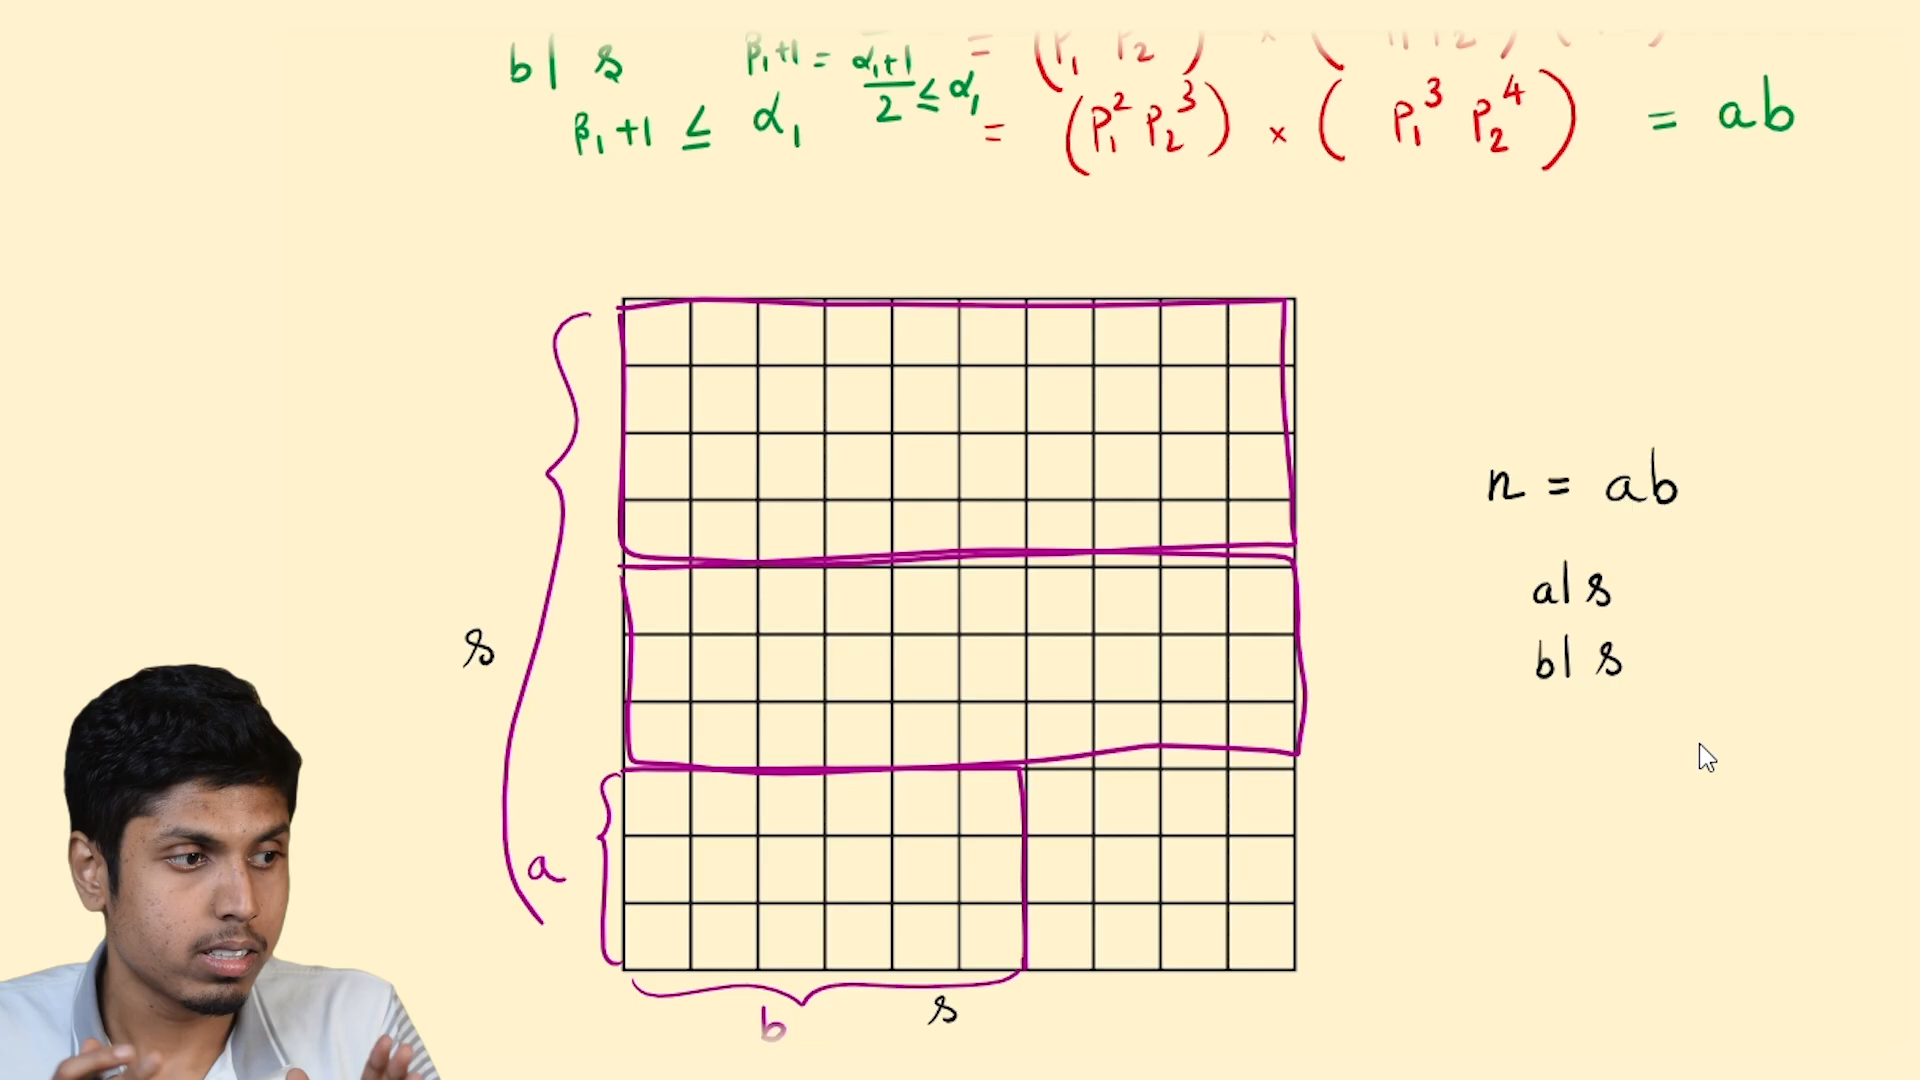 b | s
β₁+1 = (α₁+1)/2 ≤ α₁
β₁+1 ≤ α₁
= (P₁² P₂³) × (P₁³ P₂⁴) = ab
n = ab
a | s
b | s
s
a
b
s